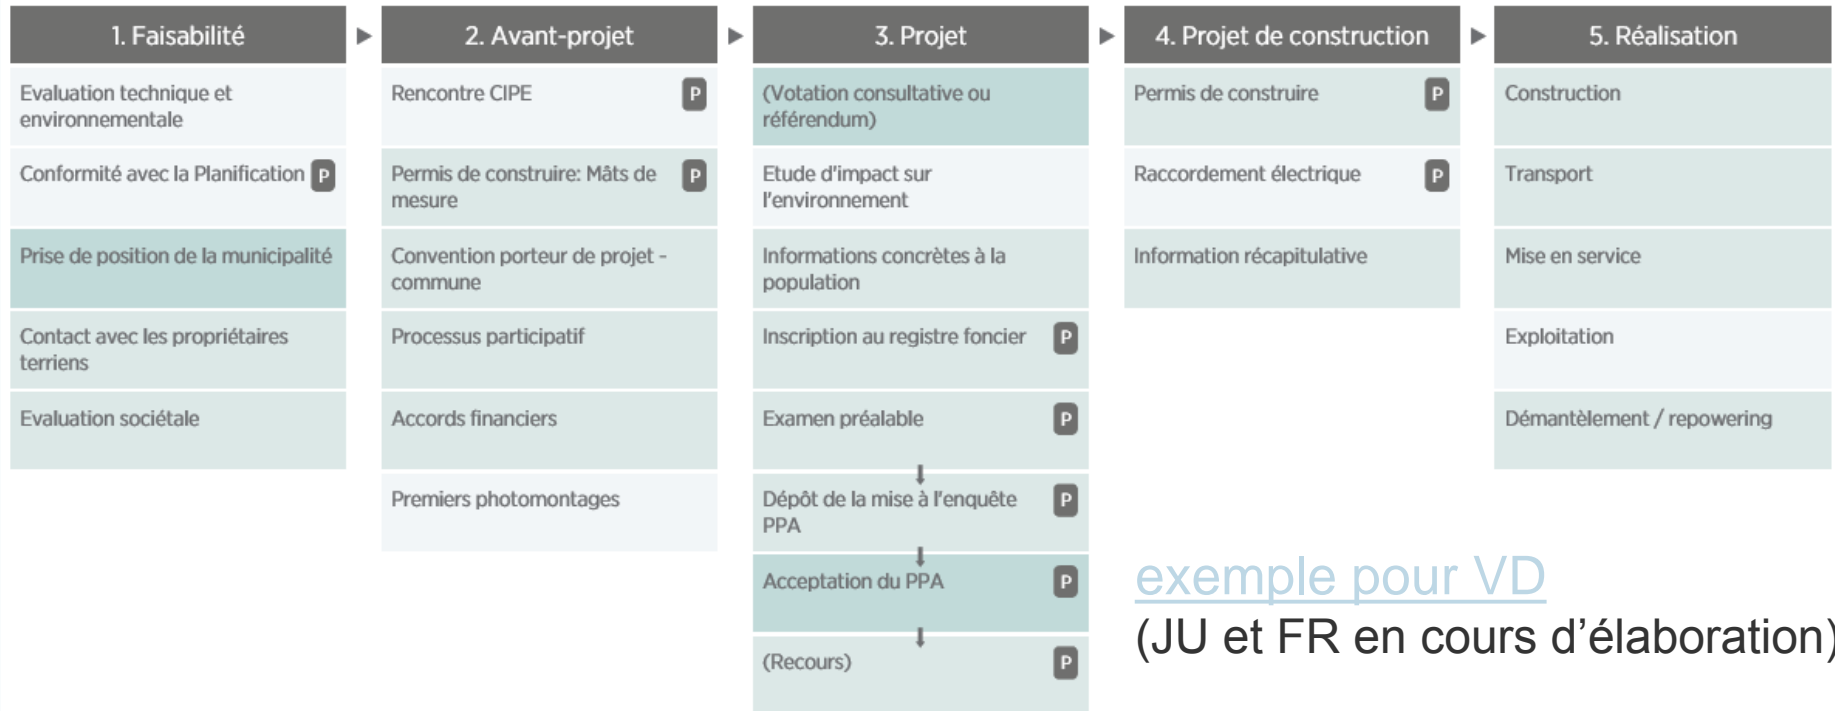 1. Faisabilité
Evaluation technique et
environnementale
Conformité avec la Planification P
Prise de position de la municipalité
Contact avec les propriétaires
terriens
Evaluation sociétale
2. Avant-projet
Rencontre CIPE P
Permis de construire: Mâts de P
mesure
Convention porteur de projet -
commune
Processus participatif
Accords financiers
Premiers photomontages
3. Projet
(Votation consultative ou
référendum)
Etude d'impact sur
l'environnement
Informations concrètes à la
population
Inscription au registre foncier P
Examen préalable P
Dépôt de la mise à l'enquête P
PPA
Acceptation du PPA P
(Recours) P
4. Projet de construction
Permis de construire P
Raccordement électrique P
Information récapitulative
5. Réalisation
Construction
Transport
Mise en service
Exploitation
Démantèlement / repowering
exemple pour VD
(JU et FR en cours d’élaboration)